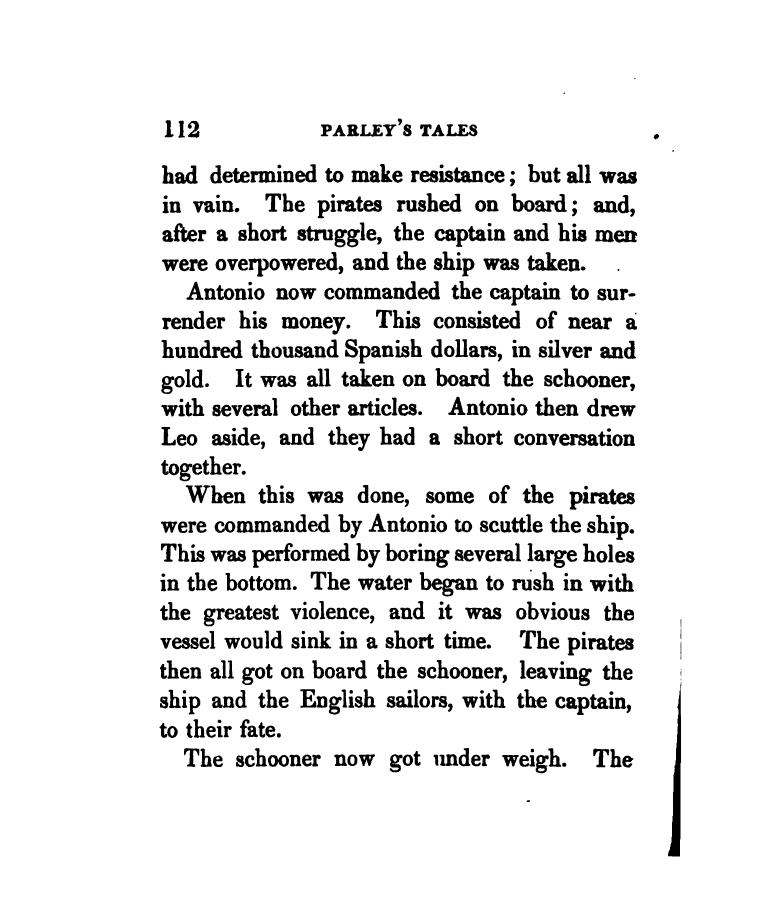 112 PARLEY'S TALES
had determined to make resistance; but all was
in vain. The pirates rushed on board; and,
after a short struggle, the captain and his men
were overpowered, and the ship was taken.
Antonio now commanded the captain to sur-
render his money. This consisted of near a
hundred thousand Spanish dollars, in silver and
gold. It was all taken on board the schooner,
with several other articles. Antonio then drew
Leo aside, and they had a short conversation
together.
When this was done, some of the pirates
were commanded by Antonio to scuttle the ship.
This was performed by boring several large holes
in the bottom. The water began to rush in with
the greatest violence, and it was obvious the
vessel would sink in a short time. The pirates
then all got on board the schooner, leaving the
ship and the English sailors, with the captain,
to their fate.
The schooner now got under weigh. The